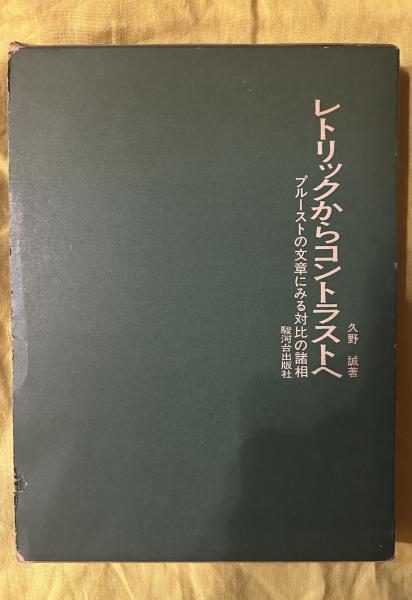 久野　誠著
レトリックからコントラストへ
プルーストの文章にみる対比の諸相
駿河台出版社